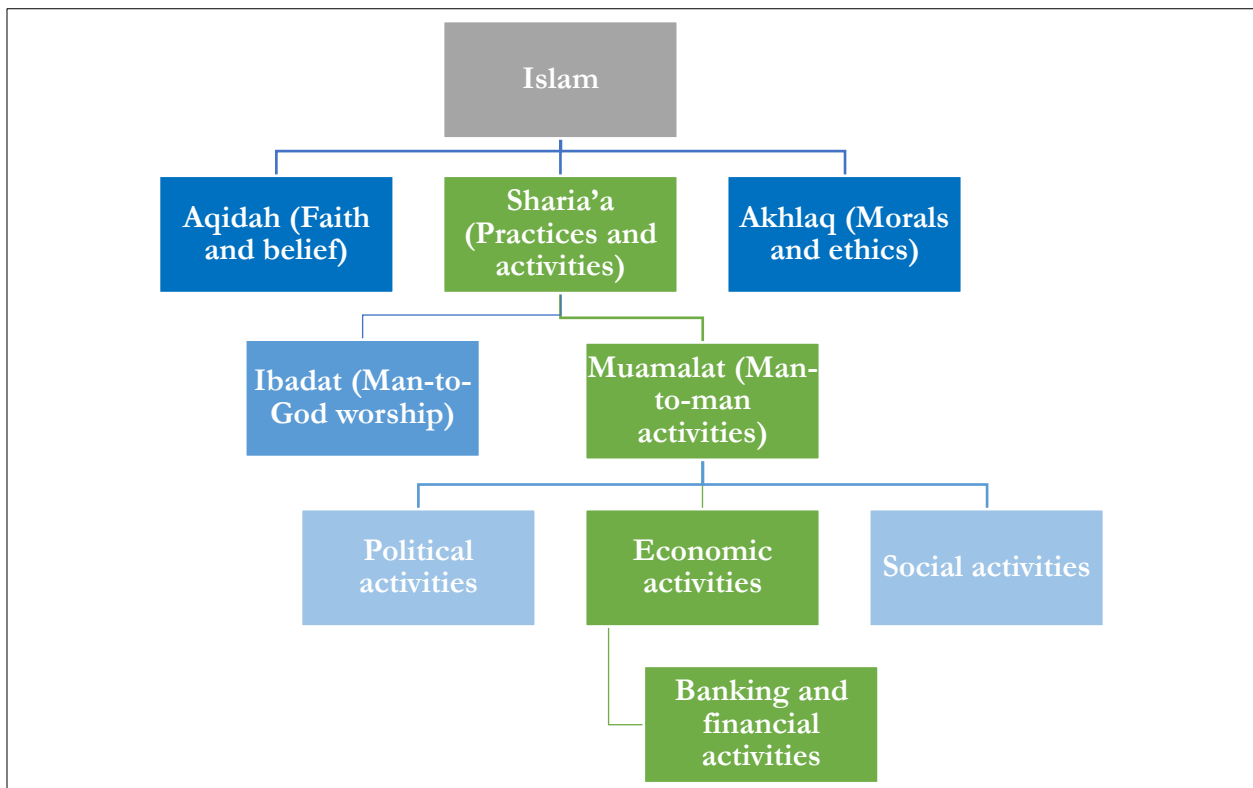 Islam
Aqidah (Faith
and belief)
Sharia’a
(Practices and
activities)
Akhlaq (Morals
and ethics)
Ibadat (Man-to-
God worship)
Muamalat (Man-
to-man
activities)
Political
activities
Economic
activities
Social activities
Banking and
financial
activities